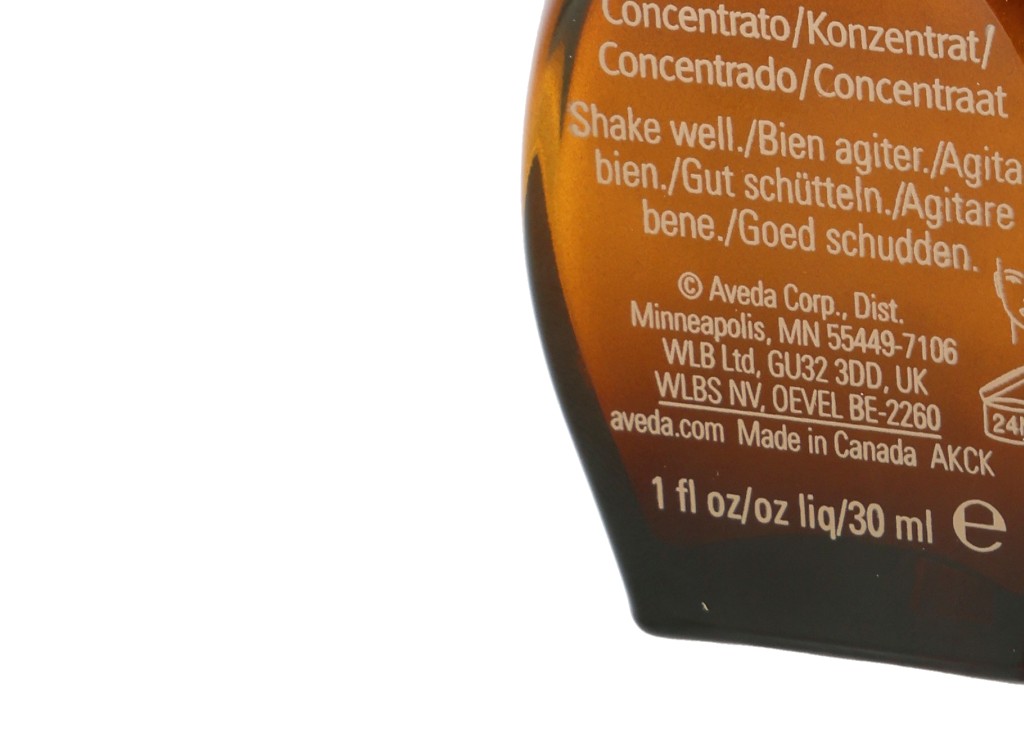 Concentrato/Konzentrat/
Concentrado/Concentraat
Shake well./Bien agiter./Agita
bien./Gut schütteln./Agitare
bene./Goed schudden.
© Aveda Corp., Dist.
Minneapolis, MN 55449-7106
WLB Ltd, GU32 3DD, UK
WLBS NV, OEVEL BE-2260
aveda.com Made in Canada AKCK
24
1 fl oz/oz liq/30 ml ℮